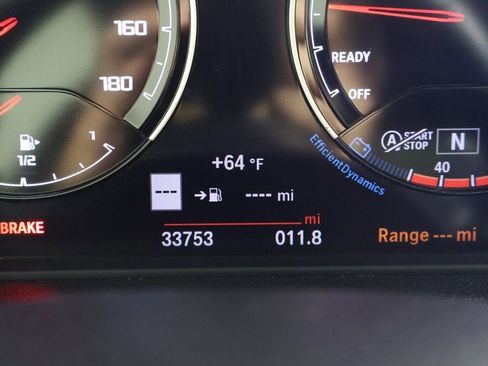 160
180
READY
OFF
1/2
1
A START
STOP
N
EfficientDynamics
40
+64 °F
--- ---- mi
BRAKE
mi
33753 011.8
Range --- mi